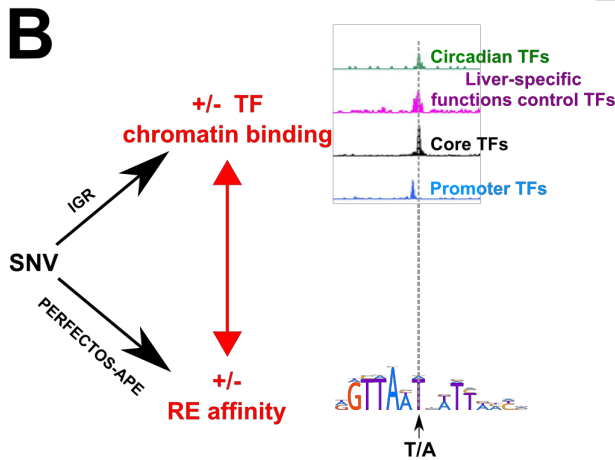 B
Circadian TFs
Liver-specific
functions control TFs
Core TFs
Promoter TFs
+/- TF
chromatin binding
IGR
SNV
PERFECTOS-APE
+/-
RE affinity
GTTAATATT
T/A